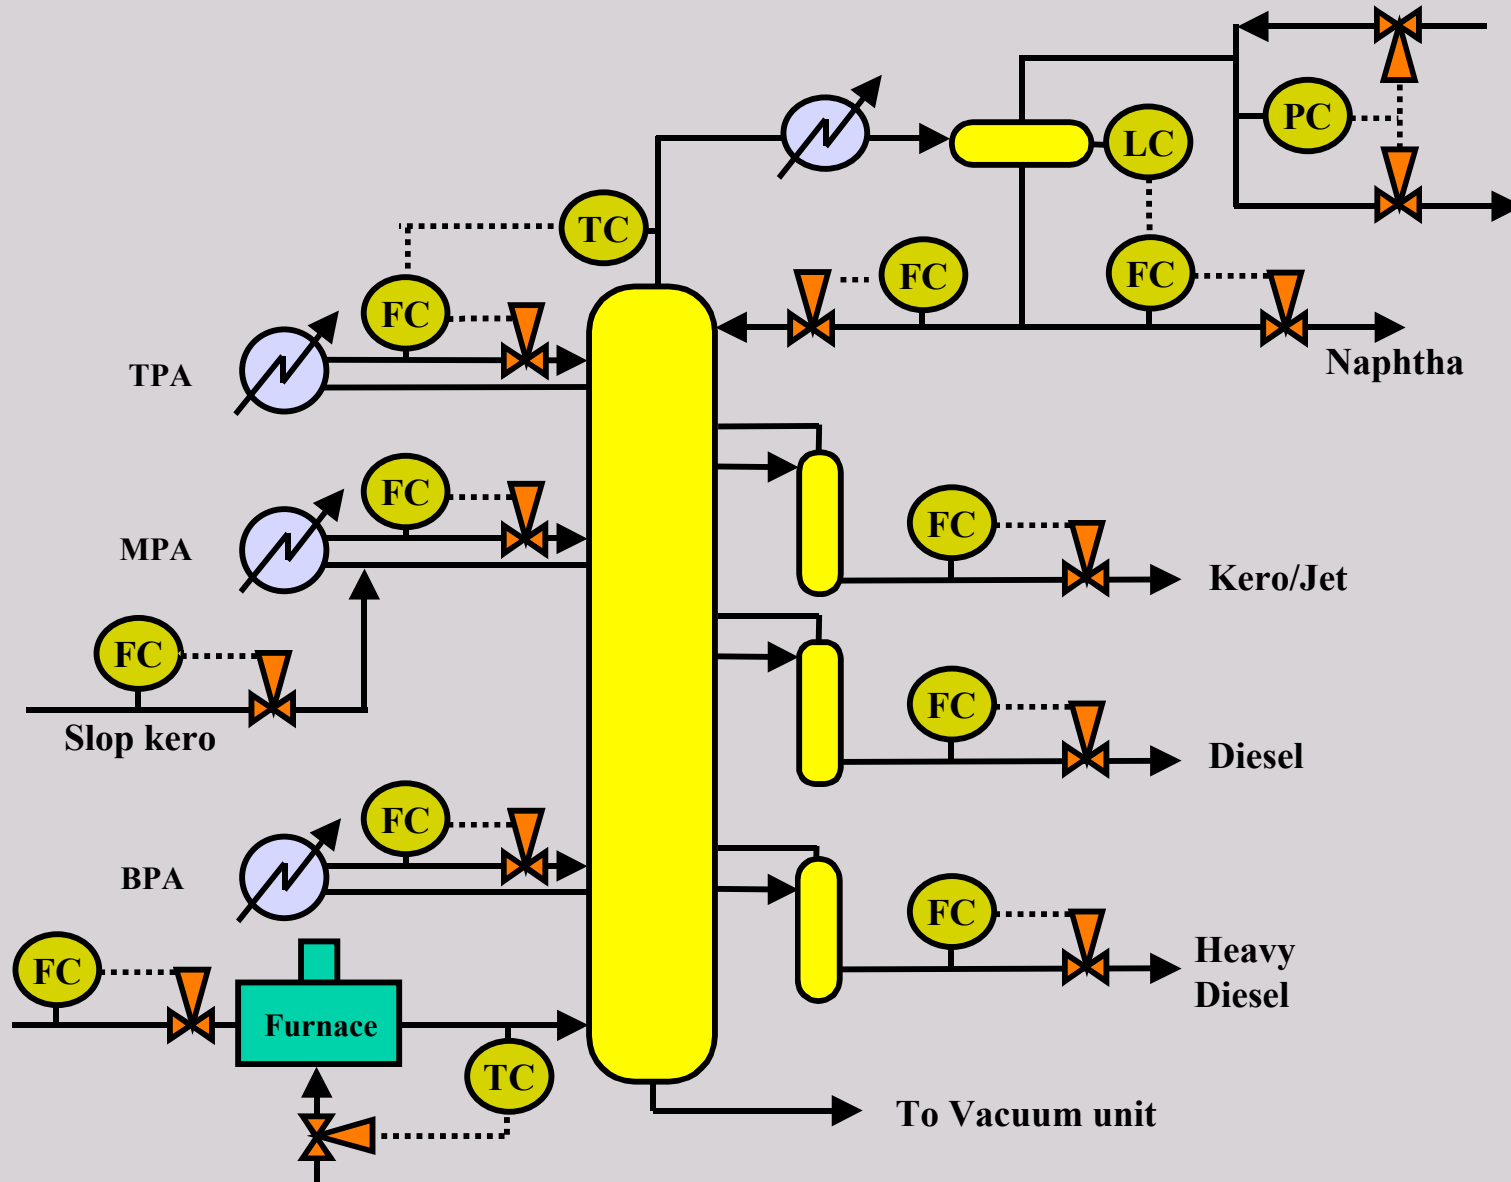 PC
LC
TC
FC
FC
FC
Naphtha
TPA
FC
FC
MPA
Kero/Jet
FC
FC
Slop kero
Diesel
FC
BPA
FC
Heavy
Diesel
FC
Furnace
TC
To Vacuum unit